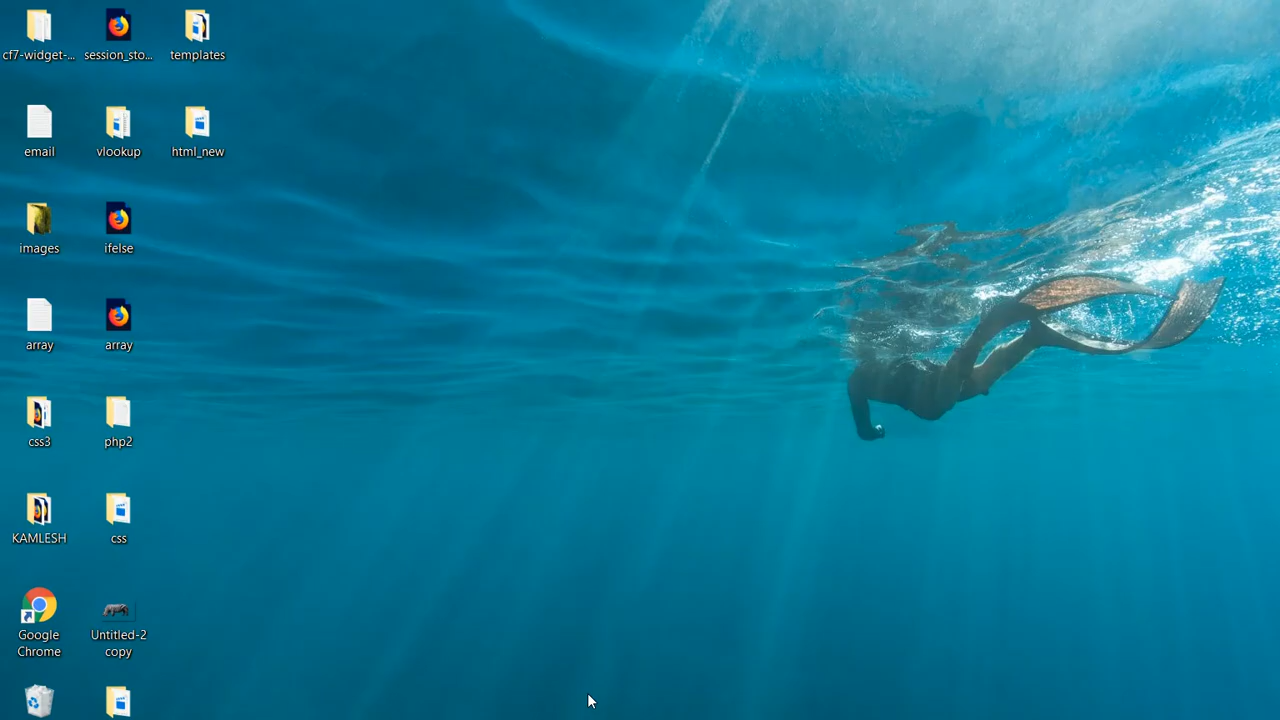 cf7-widget-...
session_sto...
templates
email
vlookup
html_new
images
ifelse
array
array
css3
php2
KAMLESH
css
Google
Chrome
Untitled-2
copy